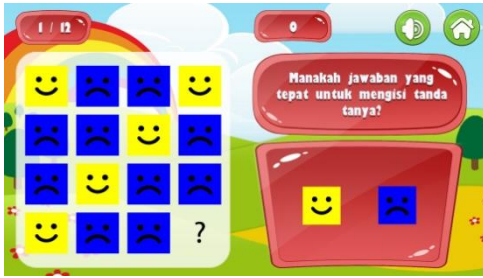 1 / 12
0
Manakah jawaban yang
tepat untuk mengisi tanda
tanya?
?